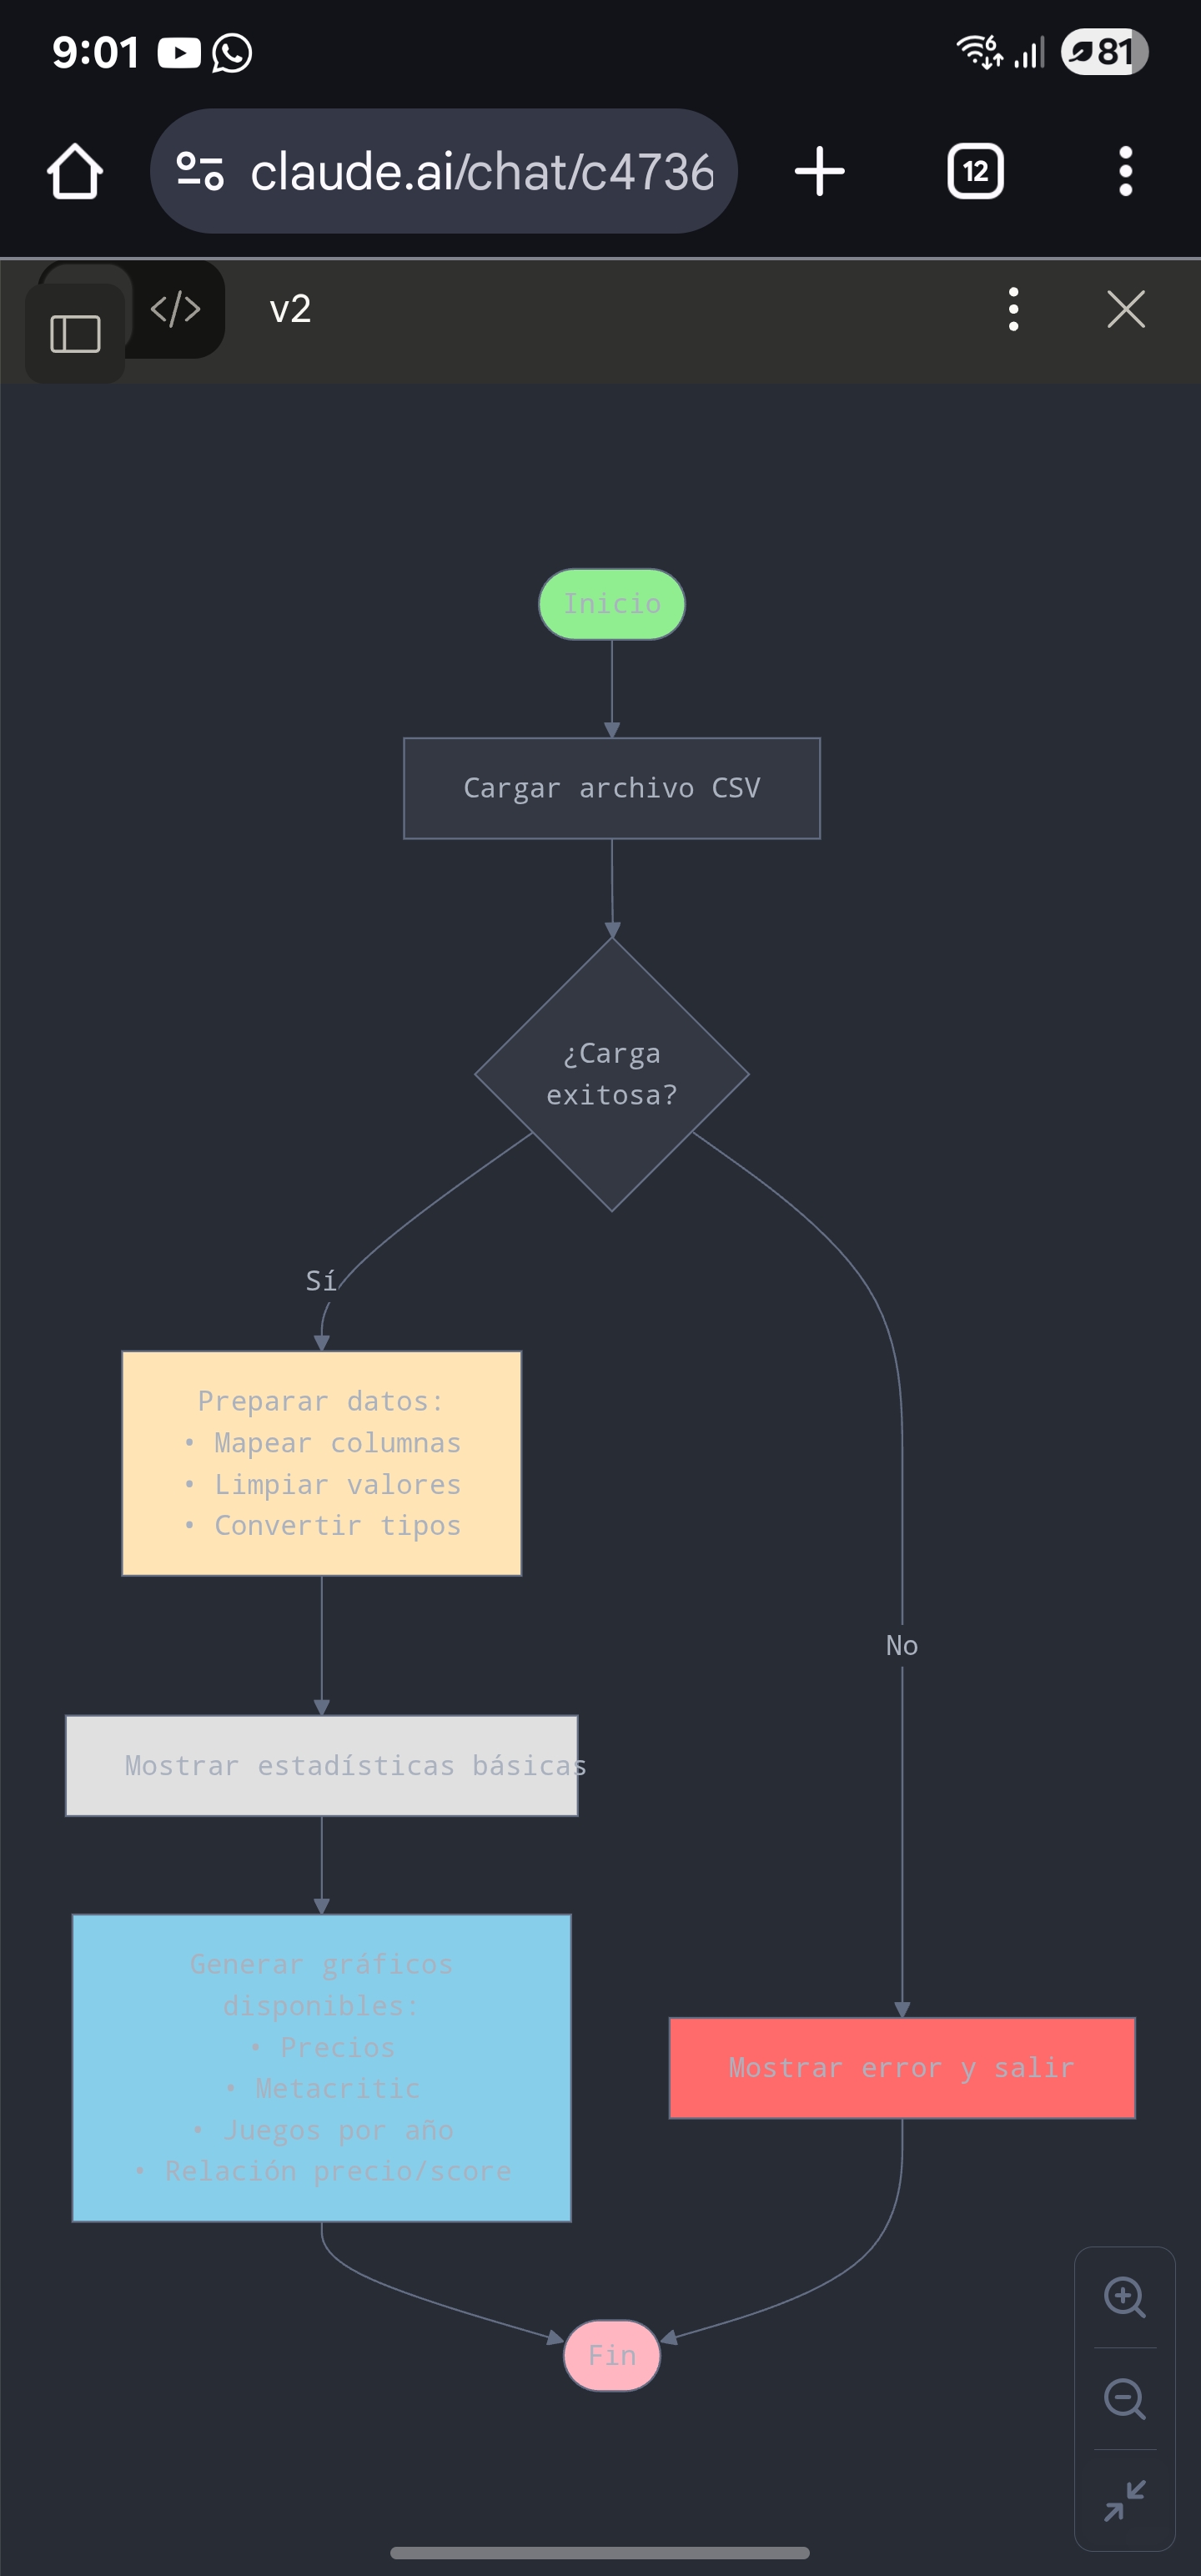 9:01
6
81
claude.ai/chat/c4736
12
</> v2
Inicio
Cargar archivo CSV
¿Carga
exitosa?
Sí
Preparar datos:
• Mapear columnas
• Limpiar valores
• Convertir tipos
No
Mostrar estadísticas básicas
Generar gráficos
disponibles:
• Precios
• Metacritic
• Juegos por año
• Relación precio/score
Mostrar error y salir
Fin